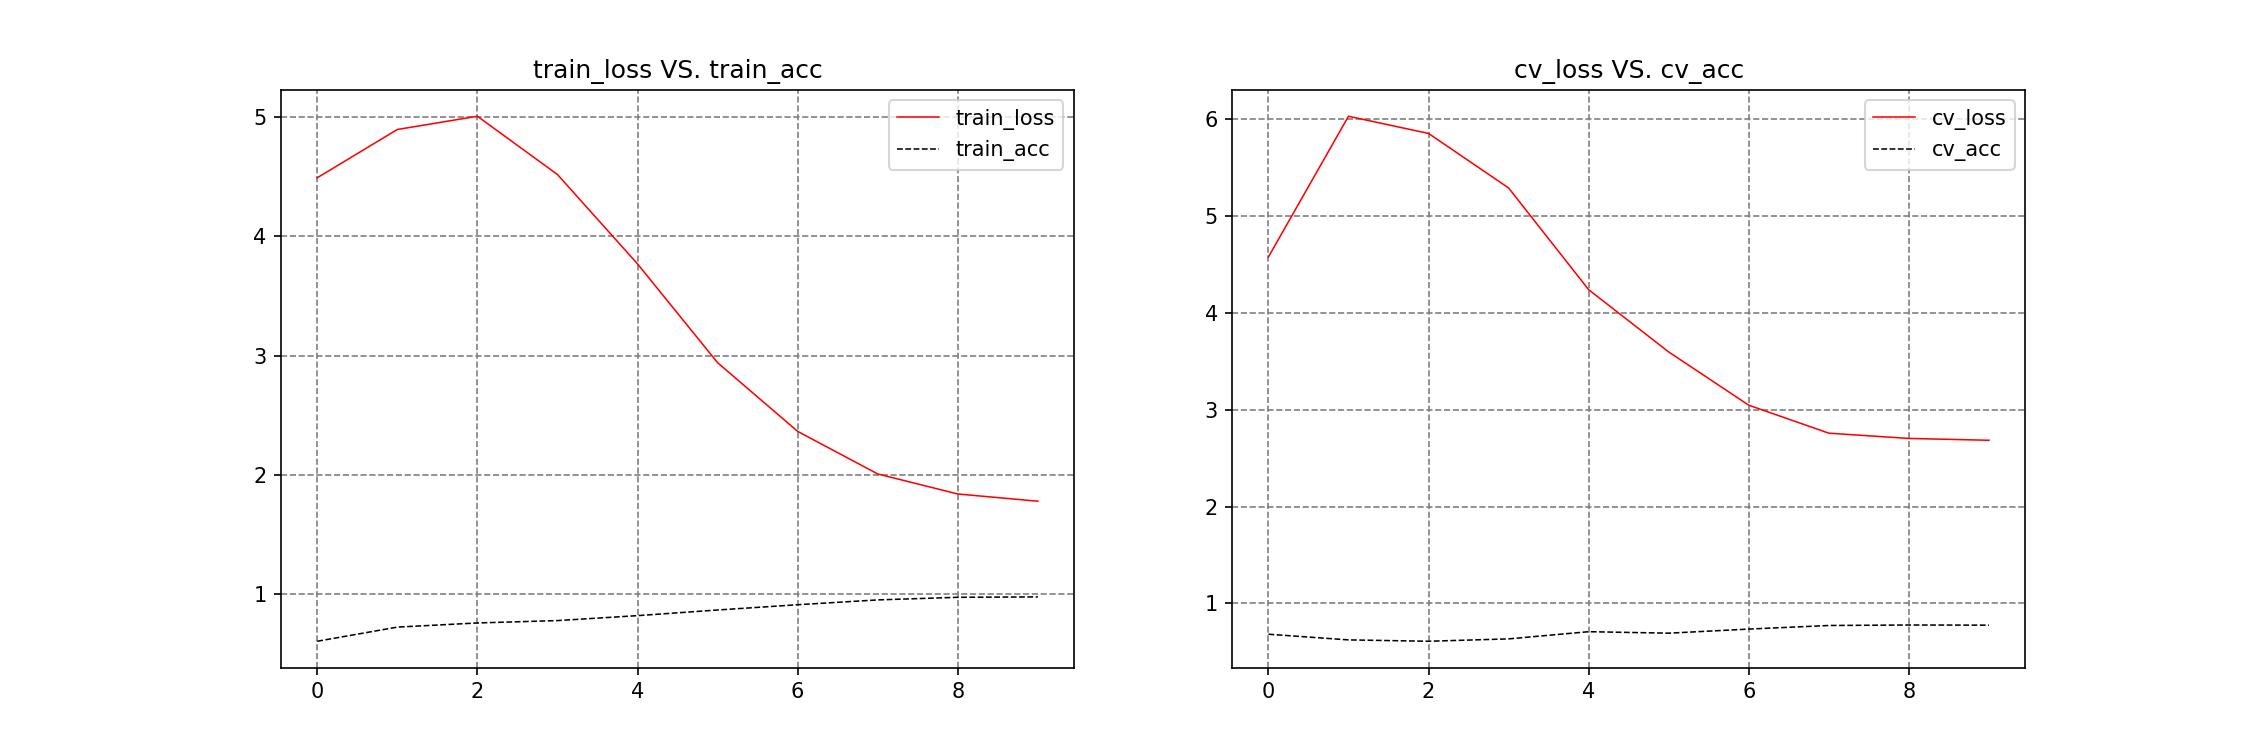 train_loss VS. train_acc
5
4
3
2
1
0 2 4 6 8
train_loss
train_acc
cv_loss VS. cv_acc
6
5
4
3
2
1
0 2 4 6 8
cv_loss
cv_acc